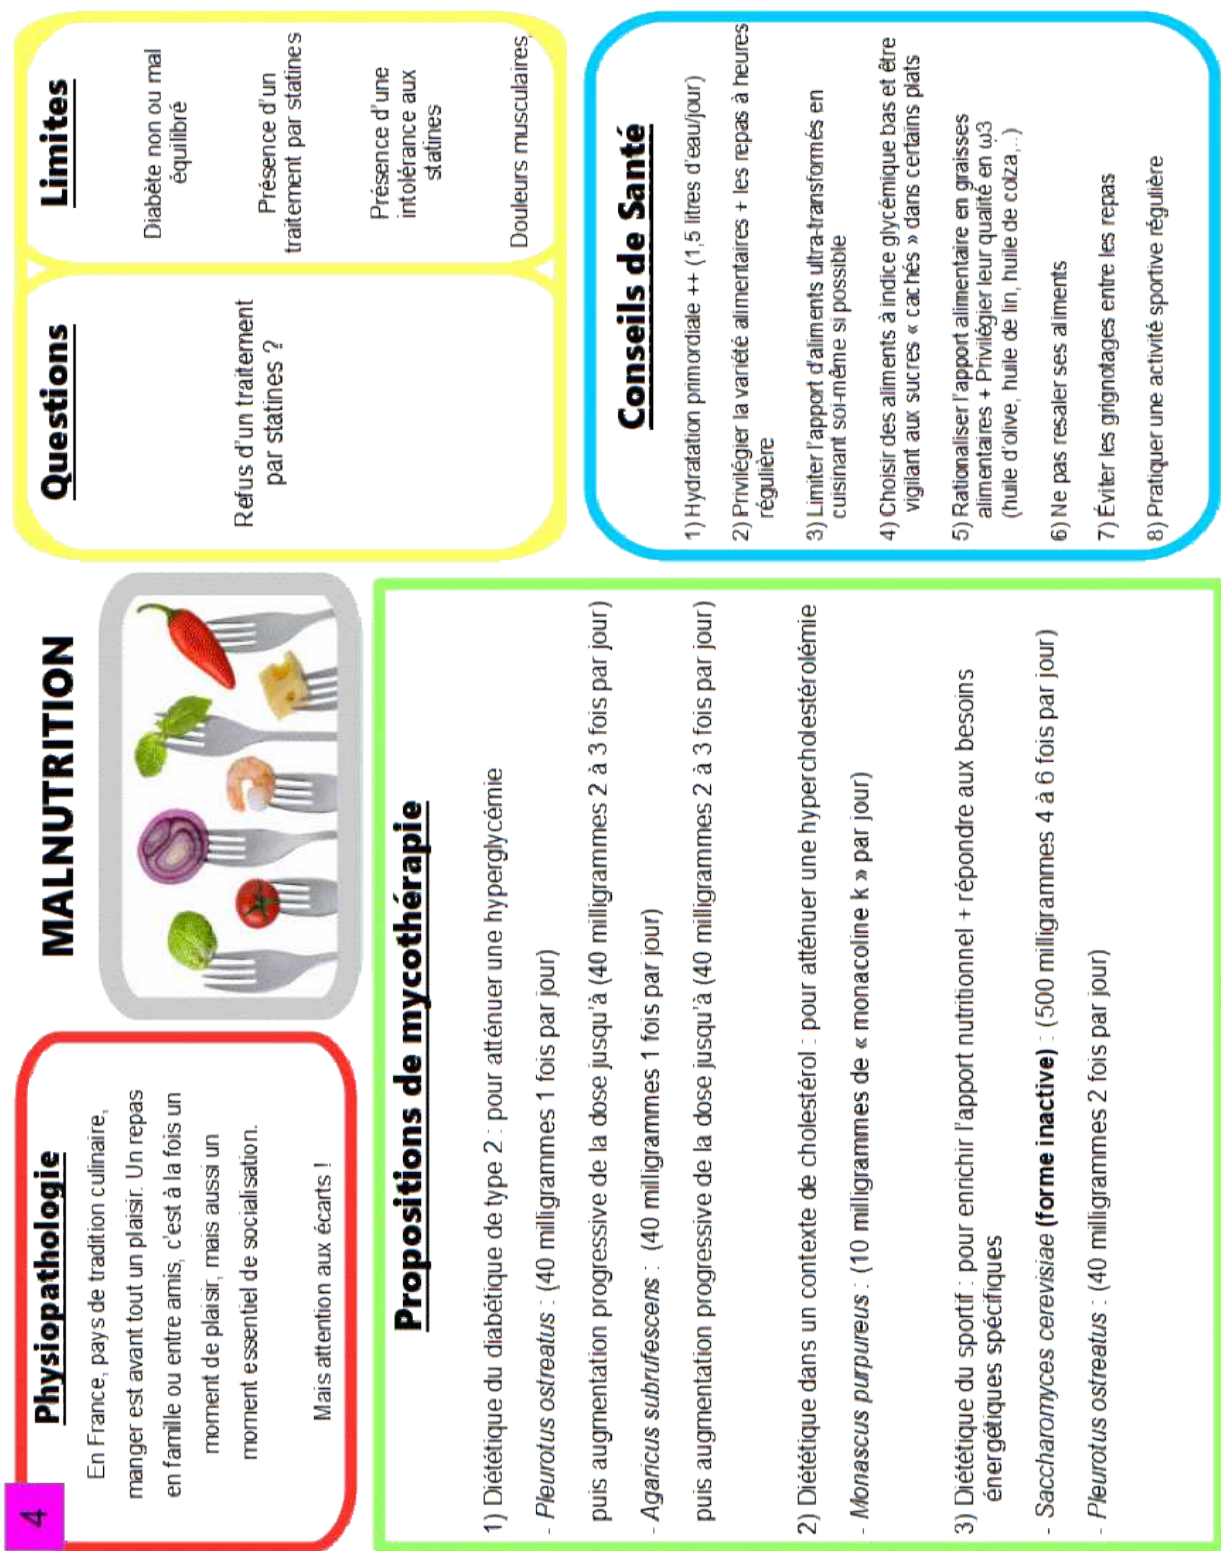 4
Physiopathologie
En France, pays de tradition culinaire,
manger est avant tout un plaisir. Un repas
en famille ou entre amis, c'est à la fois un
moment de plaisir, mais aussi un
moment essentiel de socialisation.
Mais attention aux écarts !
MALNUTRITION
Questions
Refus d'un traitement
par statines ?
Limites
Diabète non ou mal
équilibré
Présence d'un
traitement par statines
Présence d'une
intolérance aux
statines
Douleurs musculaires
Propositions de mycothérapie
1) Diététique du diabétique de type 2 : pour atténuer une hyperglycémie
- Pleurotus ostreatus : (40 milligrammes 1 fois par jour)
puis augmentation progressive de la dose jusqu'à (40 milligrammes 2 à 3 fois par jour)
- Agaricus subrufescens : (40 milligrammes 1 fois par jour)
puis augmentation progressive de la dose jusqu'à (40 milligrammes 2 à 3 fois par jour)
2) Diététique dans un contexte de cholestérol : pour atténuer une hypercholestérolémie
- Monascus purpureus : (10 milligrammes de « monacoline k » par jour)
3) Diététique du sportif : pour enrichir l'apport nutritionnel + répondre aux besoins
énergétiques spécifiques
- Saccharomyces cerevisiae (forme inactive) : (500 milligrammes 4 à 6 fois par jour)
- Pleurotus ostreatus : (40 milligrammes 2 fois par jour)
Conseils de Santé
1) Hydratation primordiale ++ (1,5 litres d'eau/jour)
2) Privilégier la variété alimentaires + les repas à heures
régulière
3) Limiter l'apport d'aliments ultra-transformés en
cuisinant soi-même si possible
4) Choisir des aliments à indice glycémique bas et être
vigilant aux sucres « cachés » dans certains plats
5) Rationaliser l'apport alimentaire en graisses
alimentaires + Privilégier leur qualité en ω3
(huile d'olive, huile de lin, huile de colza,..)
6) Ne pas resaler ses aliments
7) Éviter les grignotages entre les repas
8) Pratiquer une activité sportive régulière